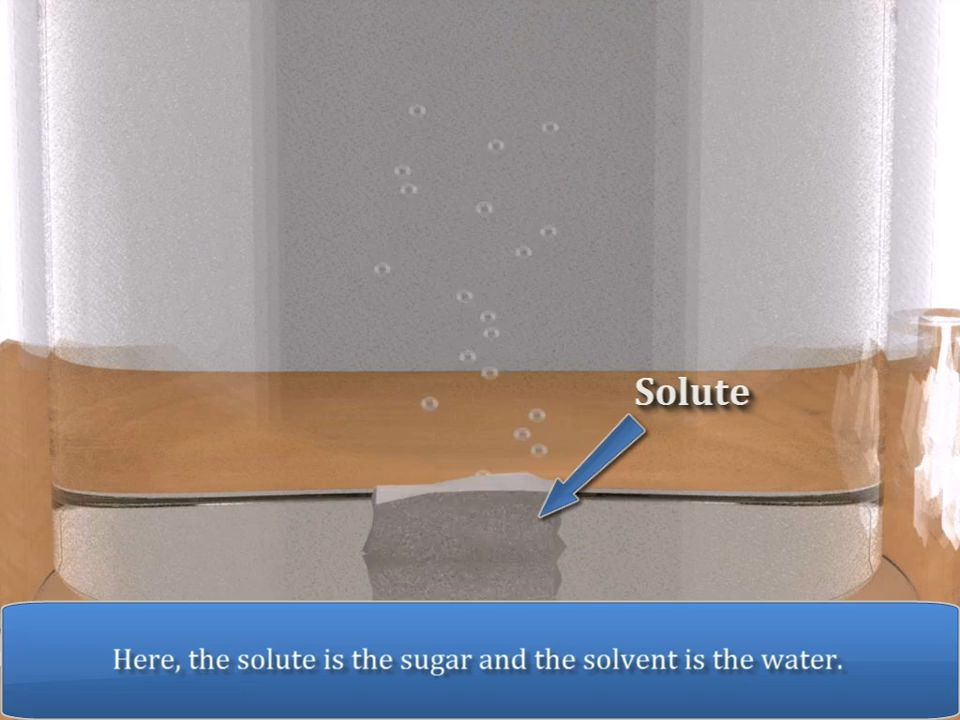 Solute
Here, the solute is the sugar and the solvent is the water.